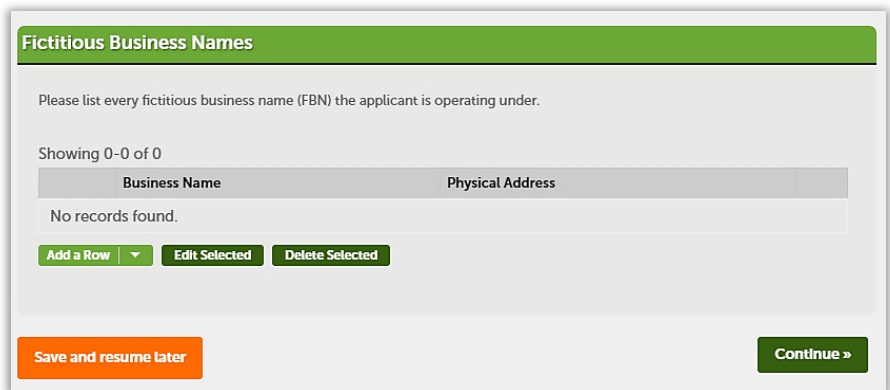 Fictitious Business Names
Please list every fictitious business name (FBN) the applicant is operating under.
Showing 0-0 of 0
Business Name Physical Address
No records found.
Add a Row Edit Selected Delete Selected
Save and resume later Continue »